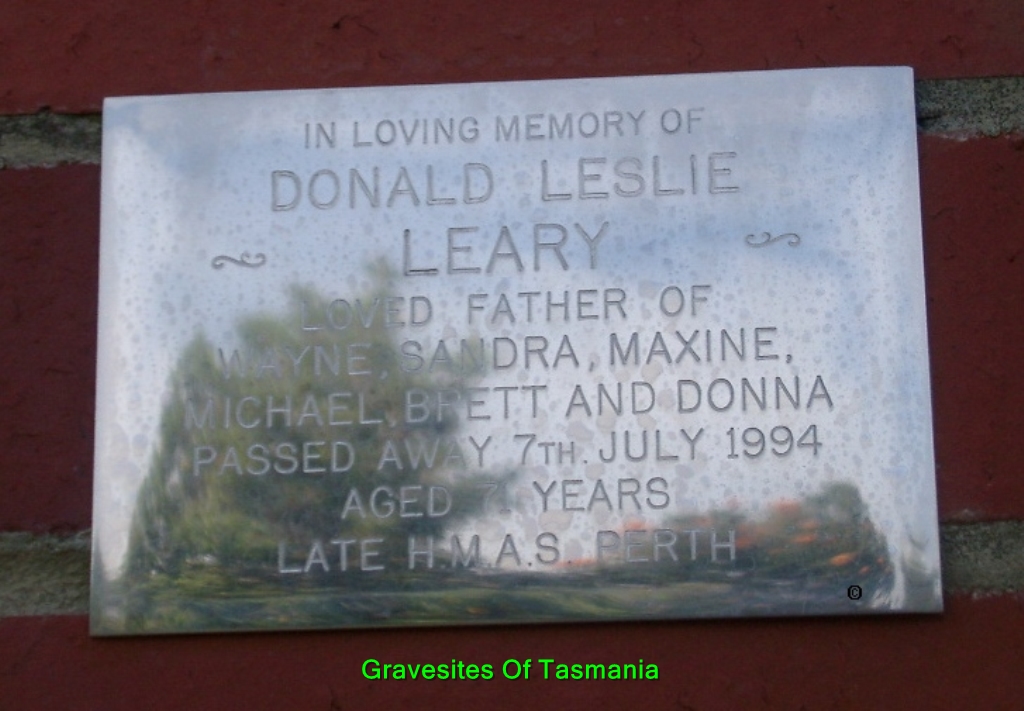 IN LOVING MEMORY OF
DONALD LESLIE
LEARY
LOVED FATHER OF
WAYNE, SANDRA, MAXINE,
MICHAEL, BRETT AND DONNA
PASSED AWAY 7TH. JULY 1994
AGED YEARS
LATE H.M.A.S. PERTH
©
Gravesites Of Tasmania